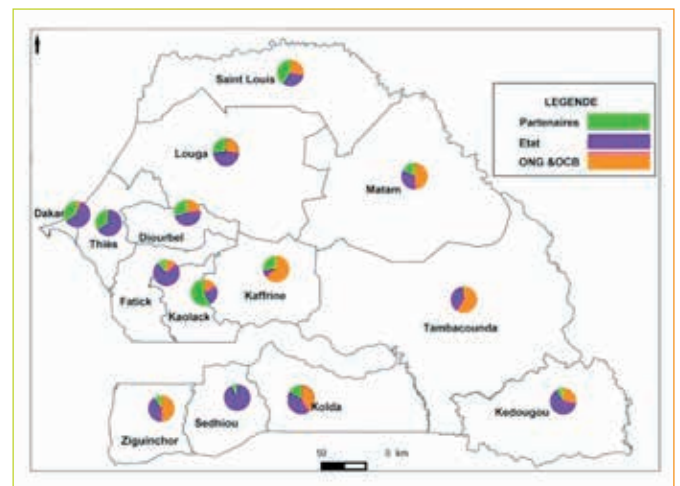 Saint Louis
LEGENDE
Partenaires
Etat
ONG &OCB
Louga
Matam
Dakar
Thiès
Diourbel
Fatick
Kaolack
Kaffrine
Tambacounda
Ziguinchor
Sedhiou
Kolda
Kedougou
50 0 km